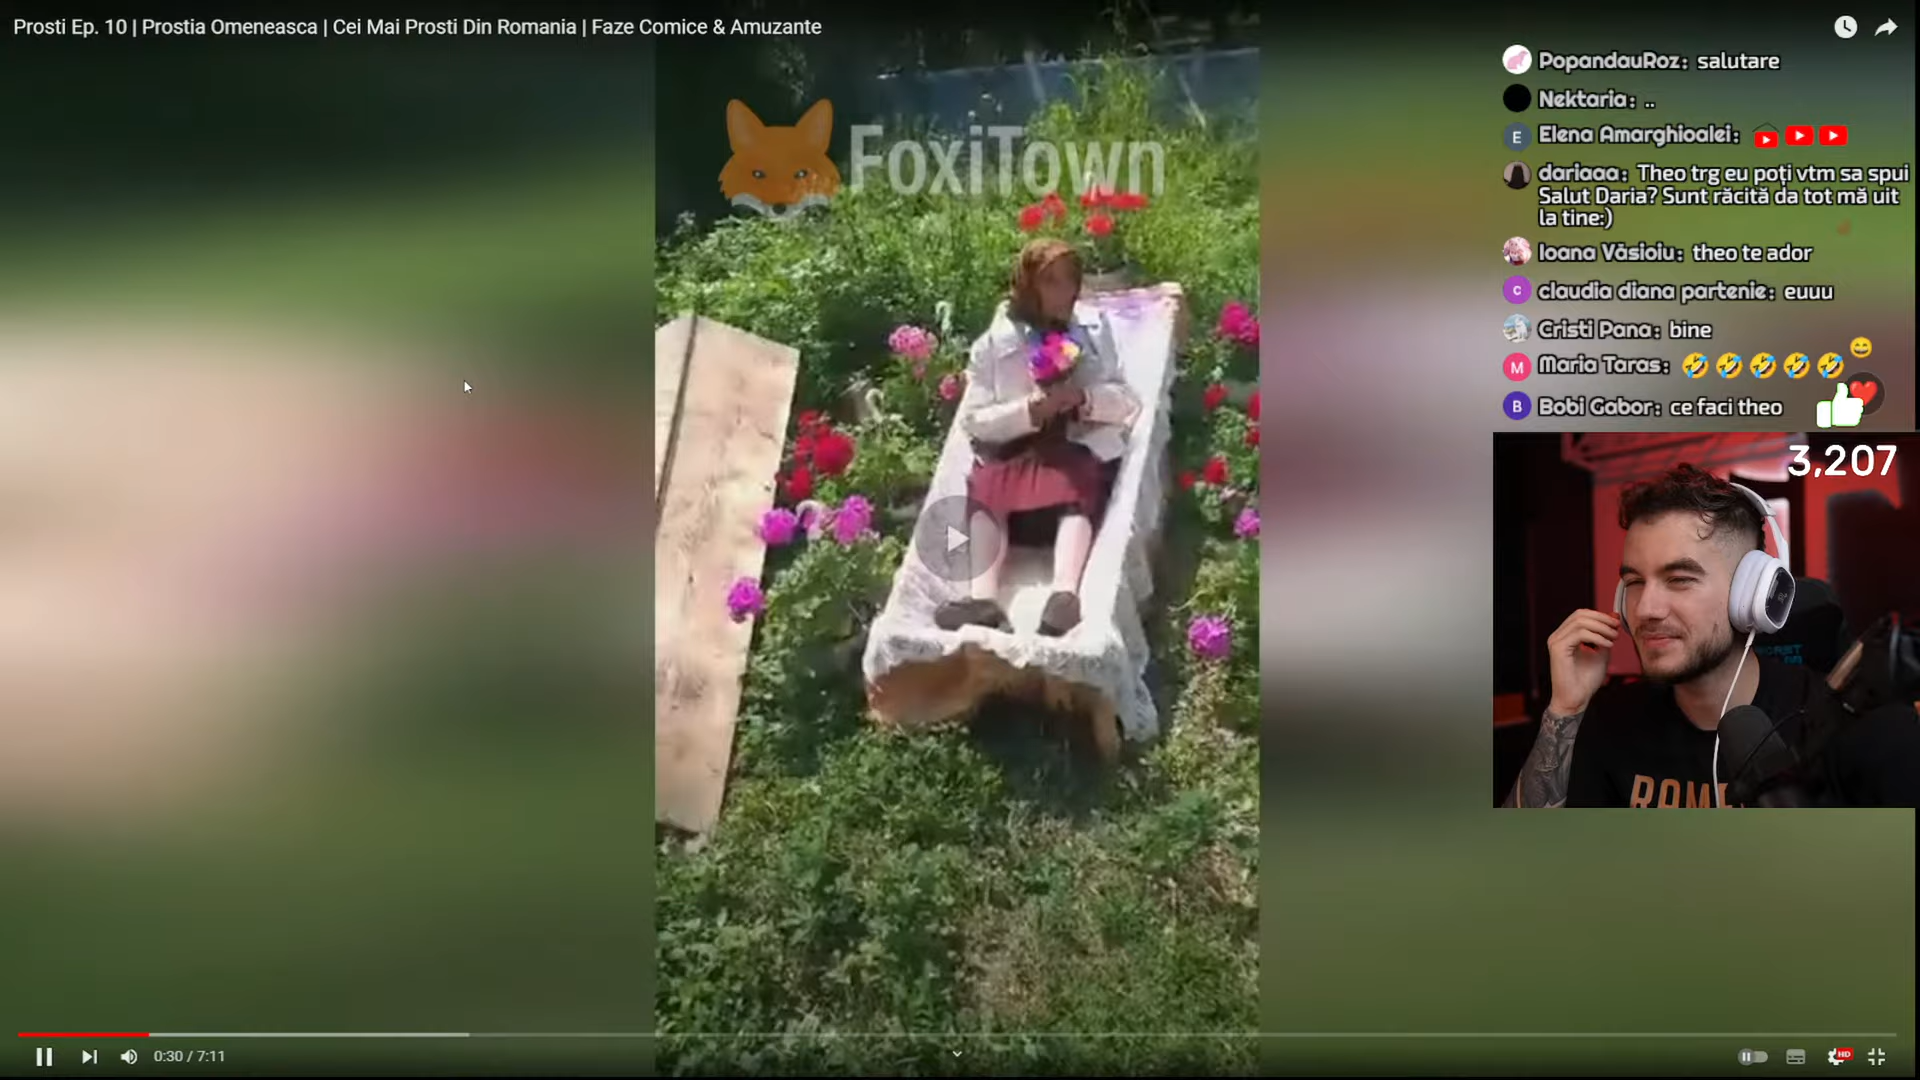 Prosti Ep. 10 | Prostia Omeneasca | Cei Mai Prosti Din Romania | Faze Comice & Amuzante
FoxiTown
PopandauRoz: salutare
Nektaria: ..
E Elena Amarghioalei:
dariaaa: Theo trg eu poți vtm sa spui
Salut Daria? Sunt răcită da tot mă uit
la tine:)
Ioana Văsioiu: theo te ador
c claudia diana partenie: euuu
Cristi Pana: bine
M Maria Taras: 🤣🤣🤣🤣🤣
B Bobi Gabor: ce faci theo
3,207
0:30 / 7:11
HD